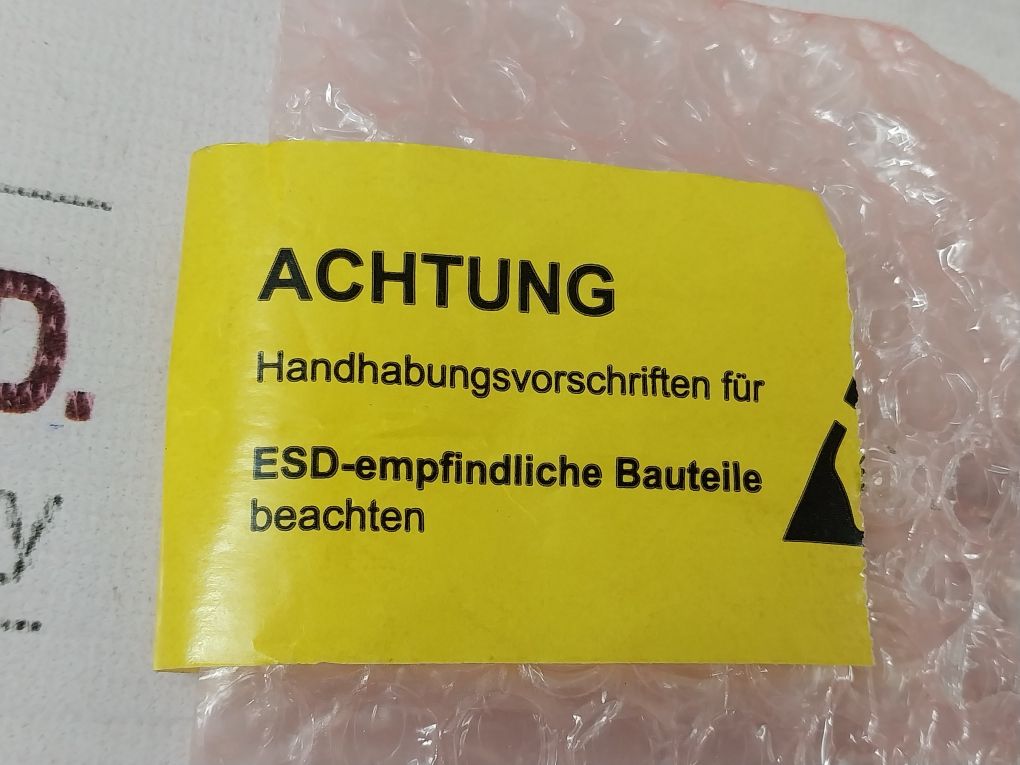 ACHTUNG
Handhabungsvorschriften für
ESD-empfindliche Bauteile
beachten
D.
y